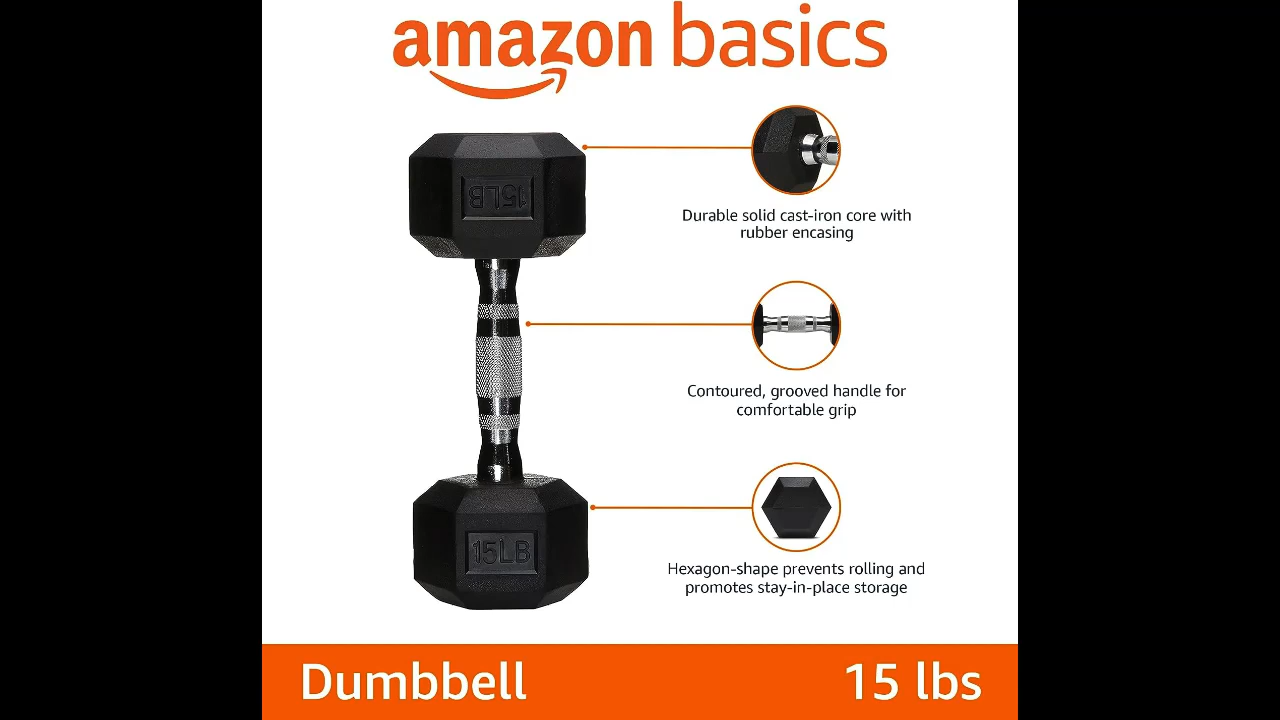 amazon basics
15LB
Durable solid cast-iron core with
rubber encasing
Contoured, grooved handle for
comfortable grip
15LB
Hexagon-shape prevents rolling and
promotes stay-in-place storage
Dumbbell
15 lbs